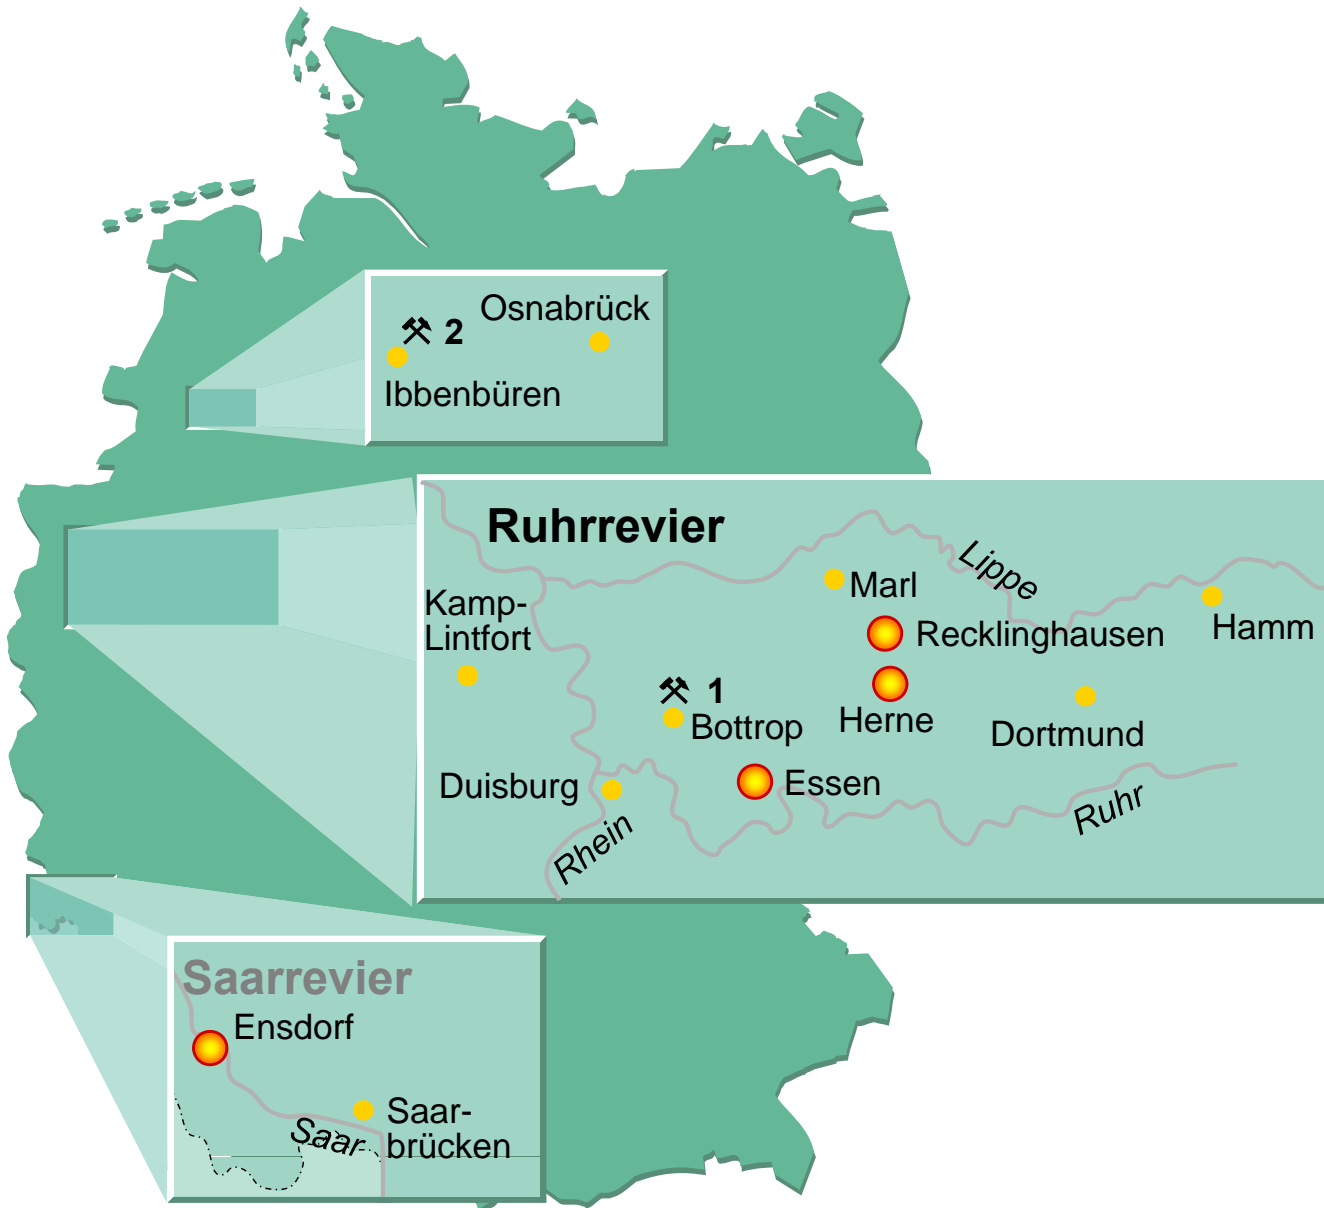 Osnabrück
⚒ 2
Ibbenbüren
Ruhrrevier
Lippe
Marl
Kamp-
Lintfort
Recklinghausen
Hamm
⚒ 1
Bottrop
Herne
Dortmund
Duisburg
Essen
Rhein
Ruhr
Saarrevier
Ensdorf
Saar-
brücken
Saar